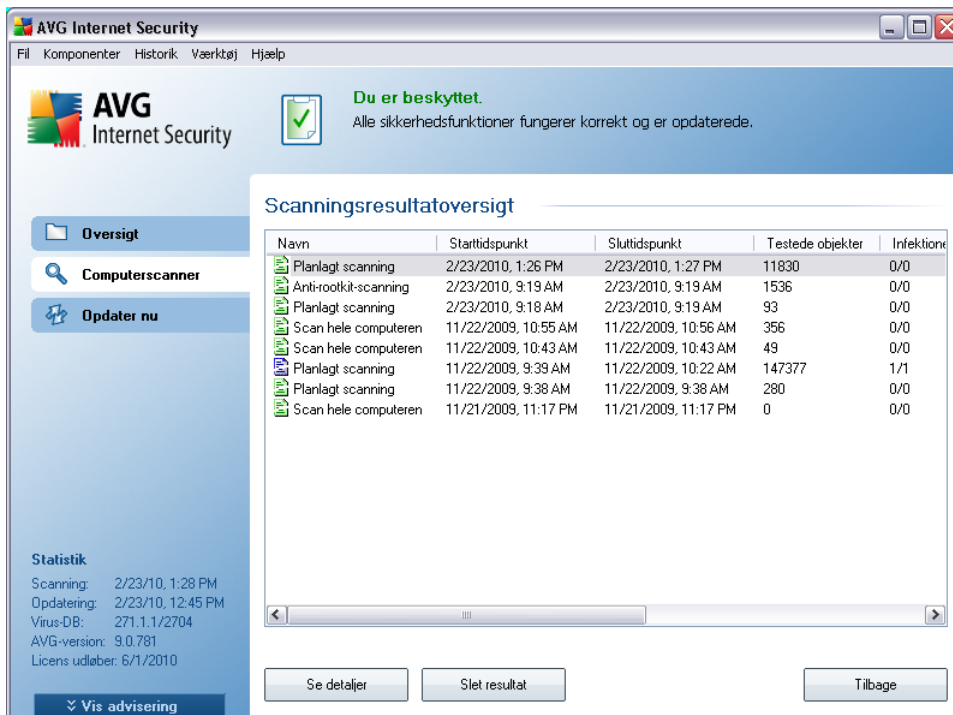 AVG Internet Security
Fil Komponenter Historik Værktøj Hjælp
AVG
Internet Security
Du er beskyttet.
Alle sikkerhedsfunktioner fungerer korrekt og er opdaterede.
Oversigt
Computerscanner
Opdater nu
Scanningsresultatoversigt
Navn Starttidspunkt Sluttidspunkt Testede objekter Infektione
Planlagt scanning 2/23/2010, 1:26 PM 2/23/2010, 1:27 PM 11830 0/0
Anti-rootkit-scanning 2/23/2010, 9:19 AM 2/23/2010, 9:19 AM 1536 0/0
Planlagt scanning 2/23/2010, 9:18 AM 2/23/2010, 9:19 AM 93 0/0
Scan hele computeren 11/22/2009, 10:55 AM 11/22/2009, 10:56 AM 356 0/0
Scan hele computeren 11/22/2009, 10:43 AM 11/22/2009, 10:43 AM 49 0/0
Planlagt scanning 11/22/2009, 9:39 AM 11/22/2009, 10:22 AM 147377 1/1
Planlagt scanning 11/22/2009, 9:38 AM 11/22/2009, 9:38 AM 280 0/0
Scan hele computeren 11/21/2009, 11:17 PM 11/21/2009, 11:17 PM 0 0/0
Statistik
Scanning: 2/23/10, 1:28 PM
Opdatering: 2/23/10, 12:45 PM
Virus-DB: 271.1.1/2704
AVG-version: 9.0.781
Licens udløber: 6/1/2010
Vis advisering
Se detaljer Slet resultat Tilbage